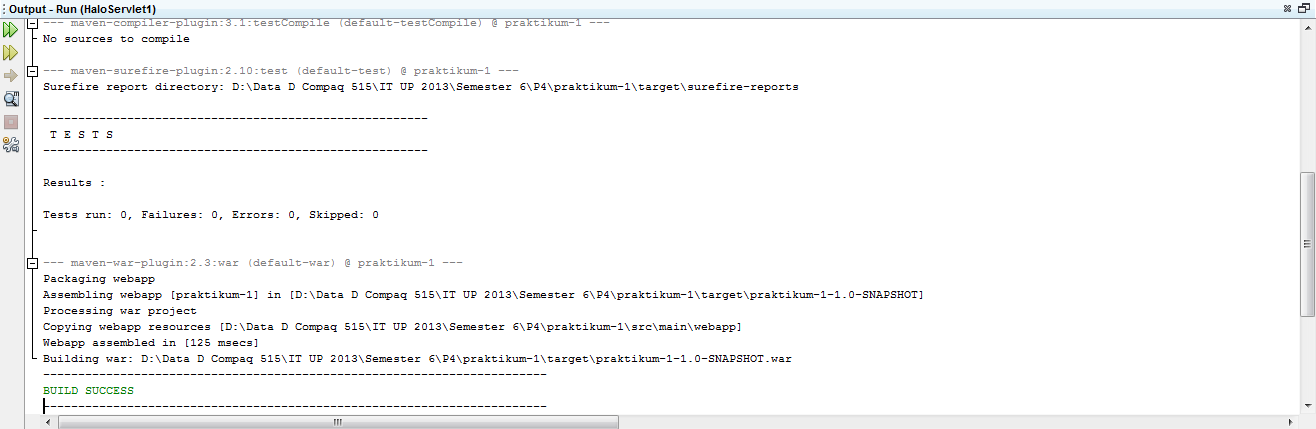 Output - Run (HaloServlet1)
--- maven-compiler-plugin:3.1:testCompile (default-testCompile) @ praktikum-1 ---
No sources to compile
--- maven-surefire-plugin:2.10:test (default-test) @ praktikum-1 ---
Surefire report directory: D:\Data D Compaq 515\IT UP 2013\Semester 6\P4\praktikum-1\target\surefire-reports
-------------------------------------------------------
T E S T S
-------------------------------------------------------
Results :
Tests run: 0, Failures: 0, Errors: 0, Skipped: 0
--- maven-war-plugin:2.3:war (default-war) @ praktikum-1 ---
Packaging webapp
Assembling webapp [praktikum-1] in [D:\Data D Compaq 515\IT UP 2013\Semester 6\P4\praktikum-1\target\praktikum-1-1.0-SNAPSHOT]
Processing war project
Copying webapp resources [D:\Data D Compaq 515\IT UP 2013\Semester 6\P4\praktikum-1\src\main\webapp]
Webapp assembled in [125 msecs]
Building war: D:\Data D Compaq 515\IT UP 2013\Semester 6\P4\praktikum-1\target\praktikum-1-1.0-SNAPSHOT.war
------------------------------------------------------------------------
BUILD SUCCESS
------------------------------------------------------------------------